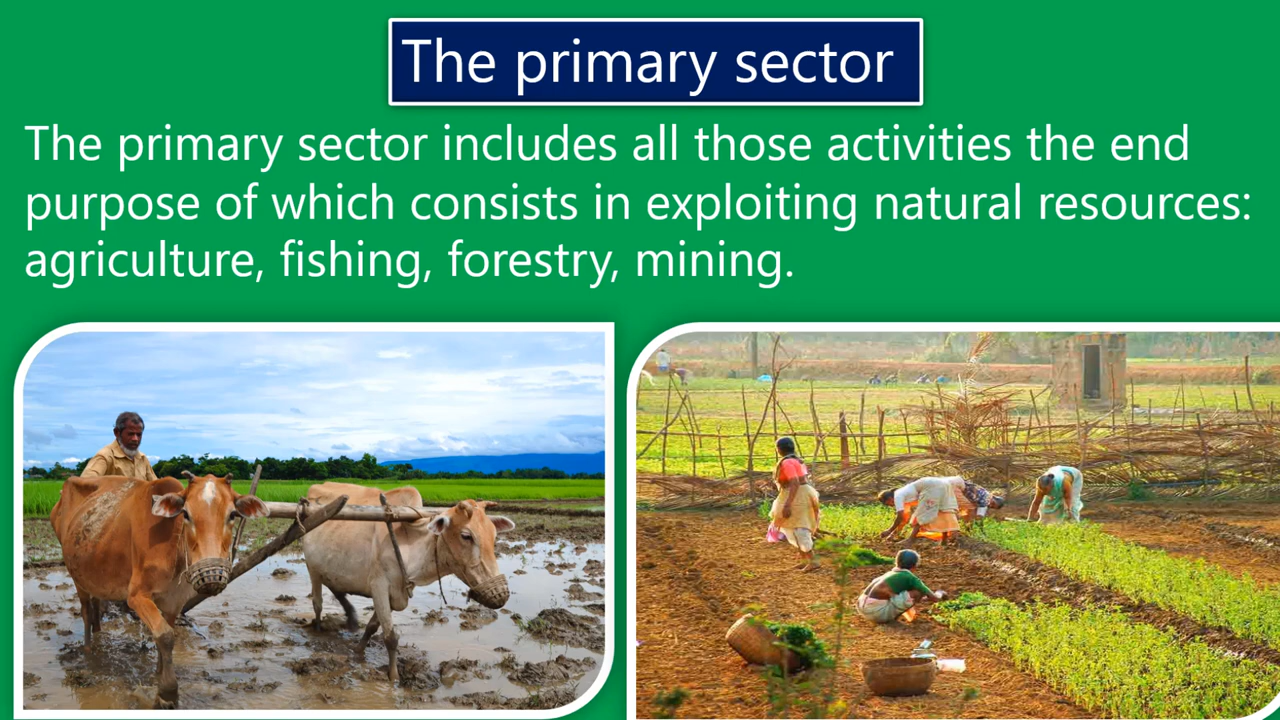 The primary sector
The primary sector includes all those activities the end
purpose of which consists in exploiting natural resources:
agriculture, fishing, forestry, mining.